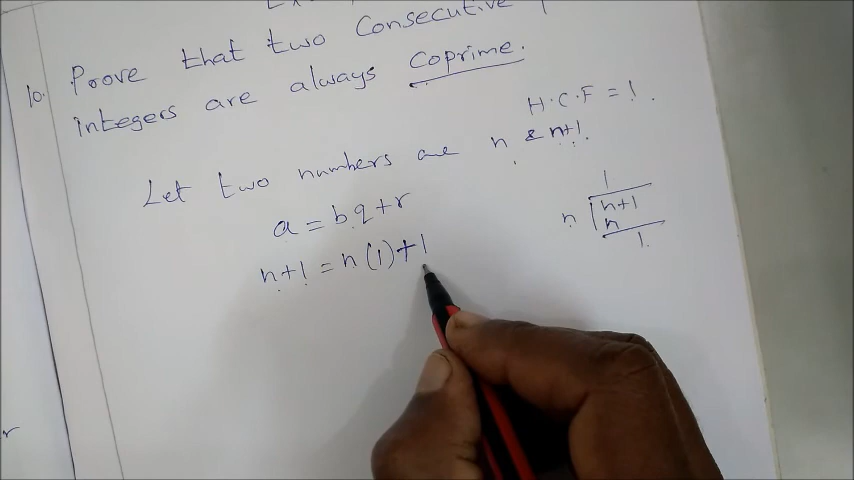 10. Prove that two Consecutive
integers are always Coprime.
H.C.F = 1.
Let two numbers are n & n+1.
a = bq + r
n+1 = n(1)+1
1
n n+1
n
1